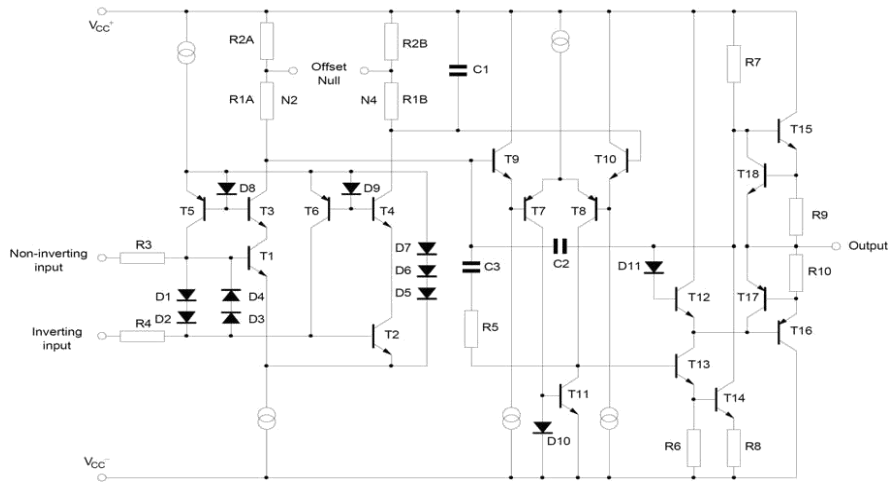 VCC+
R2A
R2B
R7
Offset
Null
C1
R1A
N2
N4
R1B
T15
T9
T10
T18
D8
D9
T5
T3
T6
T4
T7
T8
R9
Non-inverting
input
R3
T1
D7
D6
D5
C3
C2
D11
Output
R10
D1
D4
D2
D3
T12
T17
Inverting
input
R4
T2
R5
T16
T13
T11
T14
D10
R6
R8
VCC-